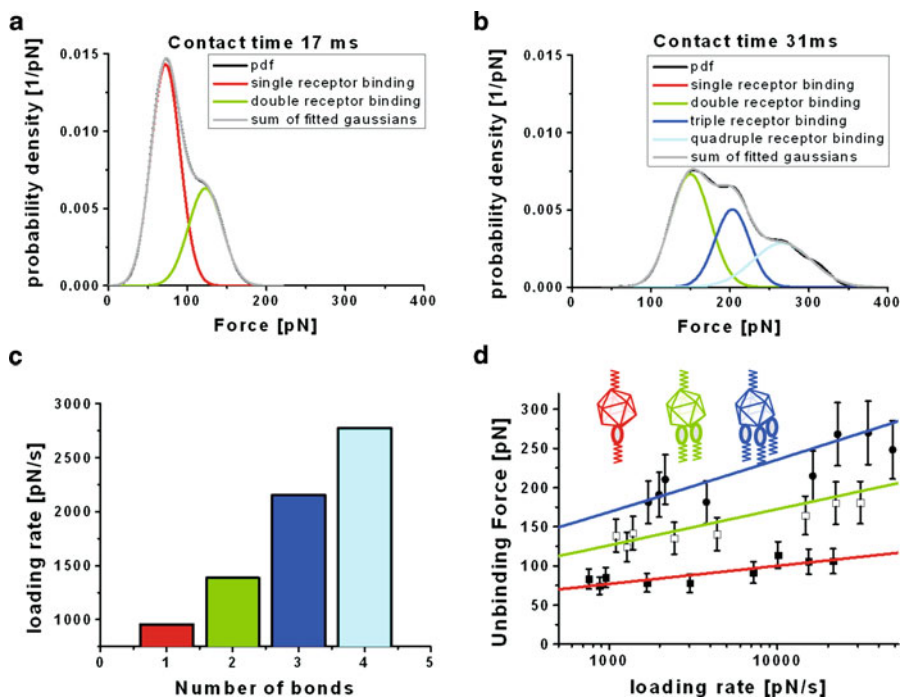 a
Contact time 17 ms
pdf
single receptor binding
double receptor binding
sum of fitted gaussians
probability density [1/pN]
0.015
0.010
0.005
0.000
0 100 200 300 400
Force [pN]
b
Contact time 31ms
pdf
single receptor binding
double receptor binding
triple receptor binding
quadruple receptor binding
sum of fitted gaussians
probability density [1/pN]
0.015
0.010
0.005
0.000
0 100 200 300 400
Force [pN]
c
loading rate [pN/s]
3000
2500
2000
1500
1000
0 1 2 3 4 5
Number of bonds
d
Unbinding Force [pN]
300
250
200
150
100
50
0
1000 10000
loading rate [pN/s]